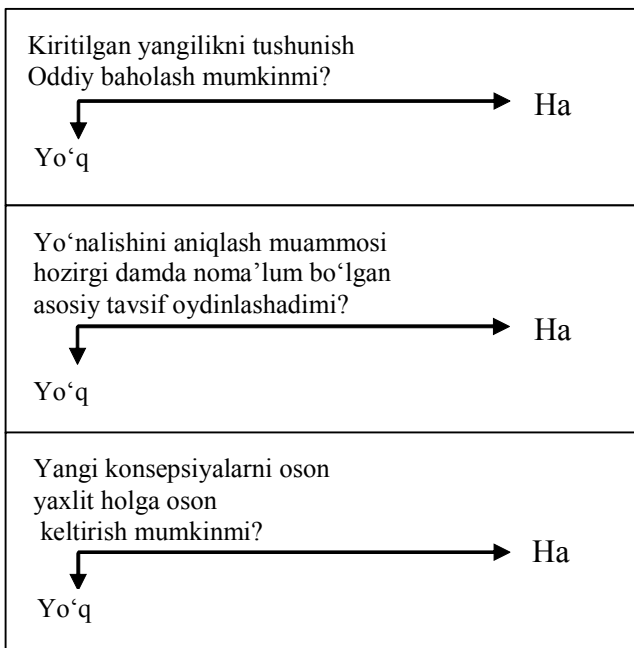 Kiritilgan yangilikni tushunish
Oddiy baholash mumkinmi?
Ha
Yo‘q
Yo‘nalishini aniqlash muammosi
hozirgi damda noma’lum bo‘lgan
asosiy tavsif oydinlashadimi?
Ha
Yo‘q
Yangi konsepsiyalarni oson
yaxlit holga oson
keltirish mumkinmi?
Ha
Yo‘q